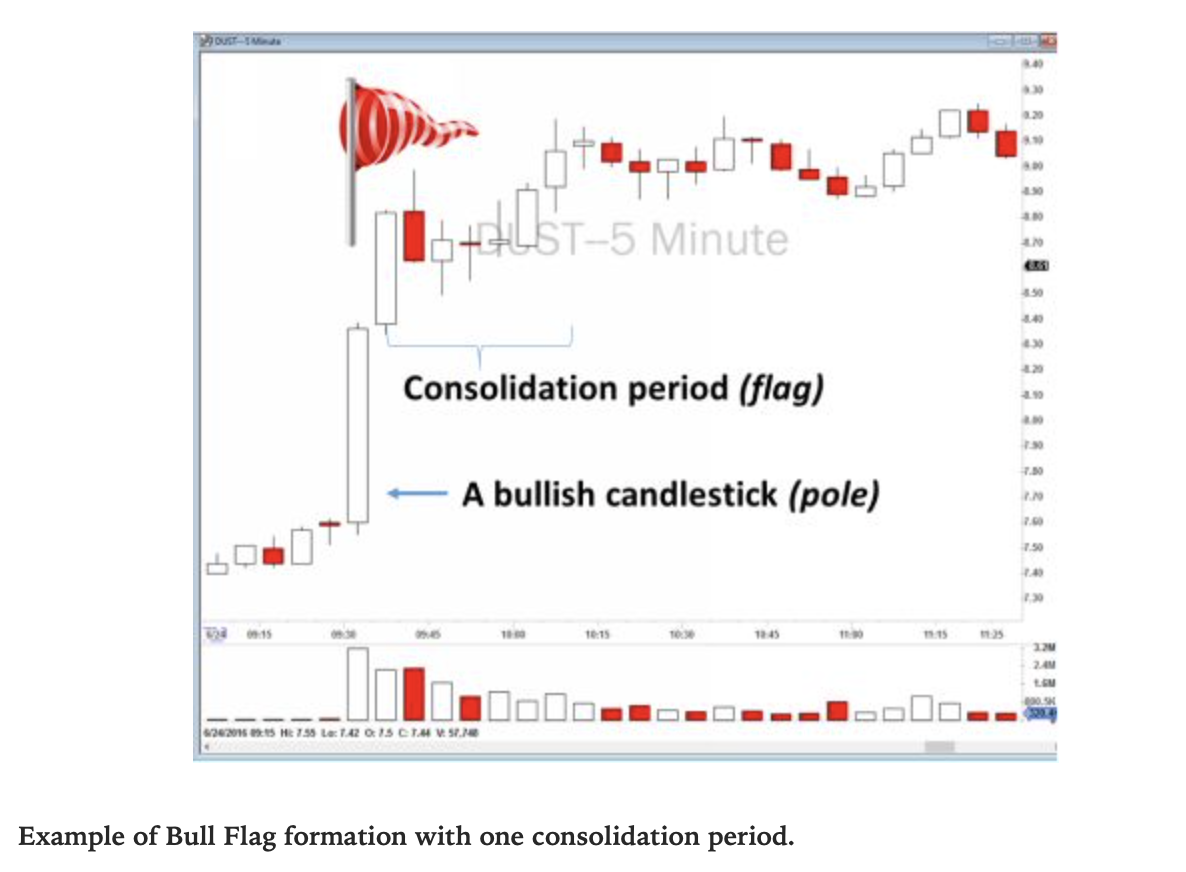 DUST--5 Minute
9.40
9.30
9.20
9.10
9.00
8.90
8.80
DUST--5 Minute
8.70
8.61
8.50
8.40
8.30
8.20
Consolidation period (flag)
8.10
8.00
7.90
7.80
A bullish candlestick (pole)
7.70
7.60
7.50
7.40
7.30
6/24 09:15 09:30 09:45 10:00 10:15 10:30 10:45 11:00 11:15 11:25
3.2M
2.4M
1.6M
6/24/2016 09:15 Hi: 7.55 Lo: 7.42 O: 7.5 C: 7.44 V: 57,740
Example of Bull Flag formation with one consolidation period.